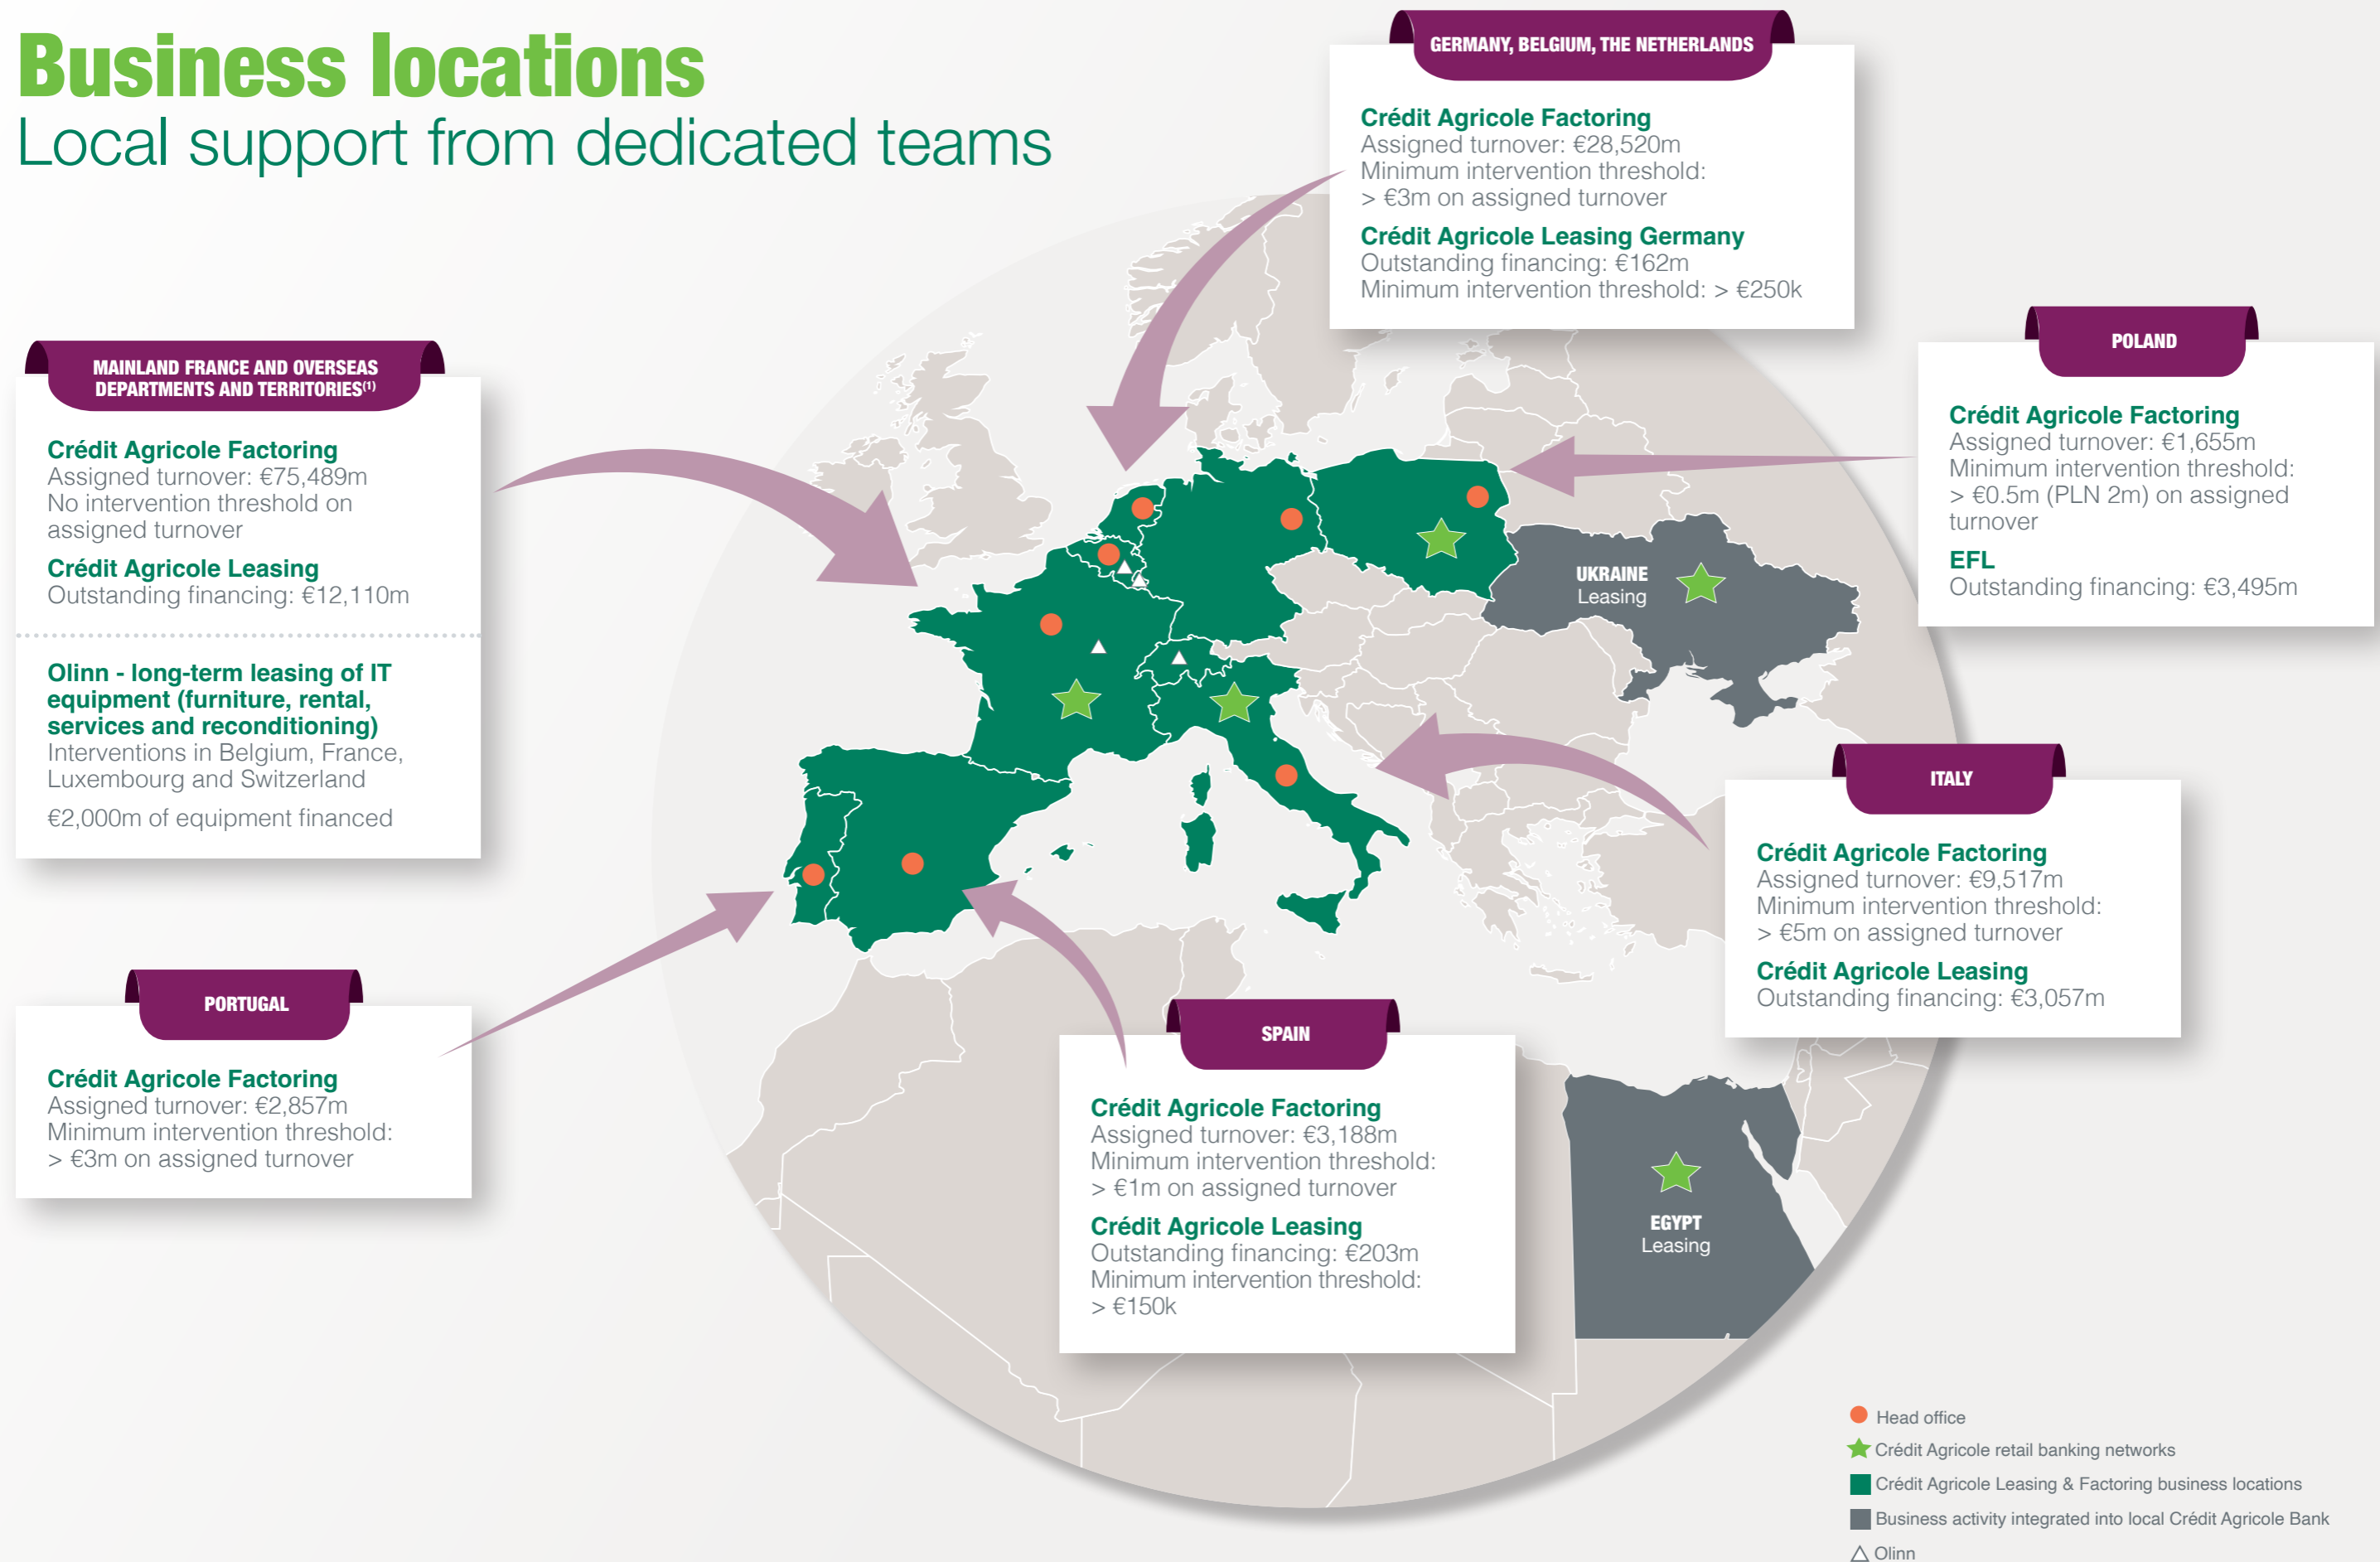 Business locations
Local support from dedicated teams
GERMANY, BELGIUM, THE NETHERLANDS
Crédit Agricole Factoring
Assigned turnover: €28,520m
Minimum intervention threshold:
> €3m on assigned turnover
Crédit Agricole Leasing Germany
Outstanding financing: €162m
Minimum intervention threshold: > €250k
POLAND
Crédit Agricole Factoring
Assigned turnover: €1,655m
Minimum intervention threshold:
> €0.5m (PLN 2m) on assigned
turnover
EFL
Outstanding financing: €3,495m
MAINLAND FRANCE AND OVERSEAS
DEPARTMENTS AND TERRITORIES(1)
Crédit Agricole Factoring
Assigned turnover: €75,489m
No intervention threshold on
assigned turnover
Crédit Agricole Leasing
Outstanding financing: €12,110m
Olinn - long-term leasing of IT
equipment (furniture, rental,
services and reconditioning)
Interventions in Belgium, France,
Luxembourg and Switzerland
€2,000m of equipment financed
UKRAINE
Leasing
ITALY
Crédit Agricole Factoring
Assigned turnover: €9,517m
Minimum intervention threshold:
> €5m on assigned turnover
Crédit Agricole Leasing
Outstanding financing: €3,057m
PORTUGAL
Crédit Agricole Factoring
Assigned turnover: €2,857m
Minimum intervention threshold:
> €3m on assigned turnover
SPAIN
Crédit Agricole Factoring
Assigned turnover: €3,188m
Minimum intervention threshold:
> €1m on assigned turnover
Crédit Agricole Leasing
Outstanding financing: €203m
Minimum intervention threshold:
> €150k
EGYPT
Leasing
Head office
Crédit Agricole retail banking networks
Crédit Agricole Leasing & Factoring business locations
Business activity integrated into local Crédit Agricole Bank
Olinn